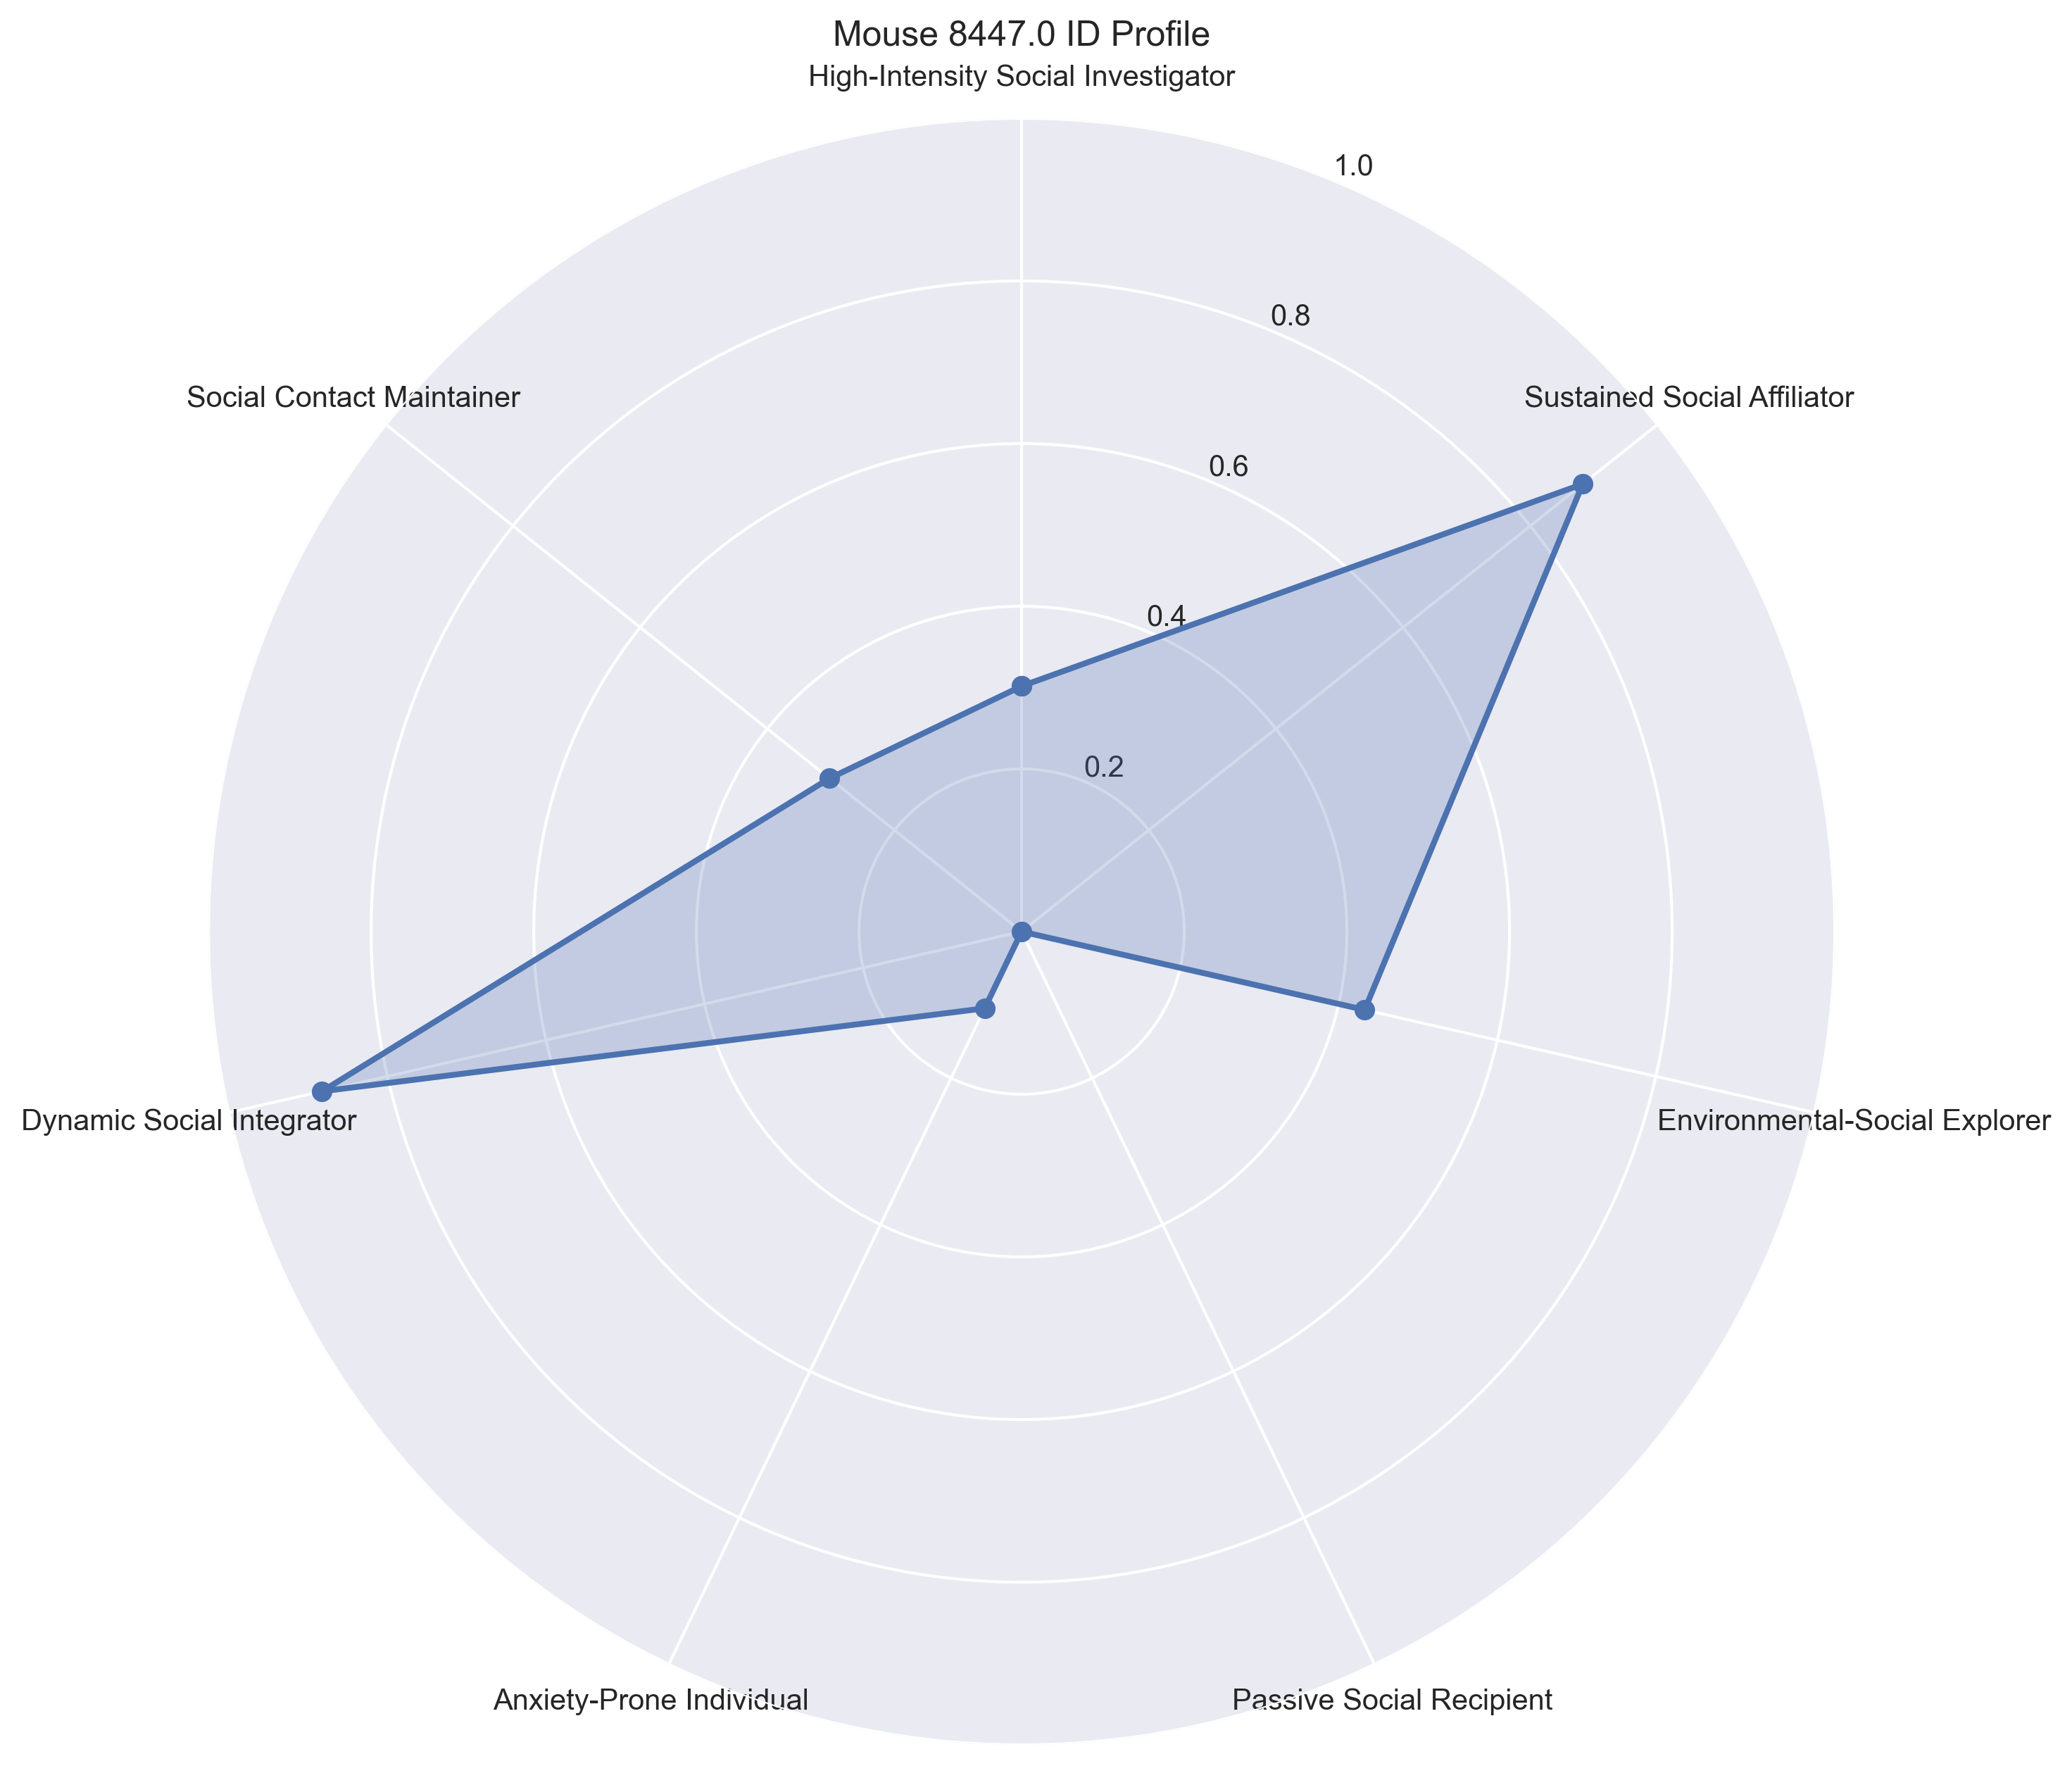 Mouse 8447.0 ID Profile
High-Intensity Social Investigator
1.0
0.8
Social Contact Maintainer
Sustained Social Affiliator
0.6
0.4
0.2
Dynamic Social Integrator
Environmental-Social Explorer
Anxiety-Prone Individual
Passive Social Recipient